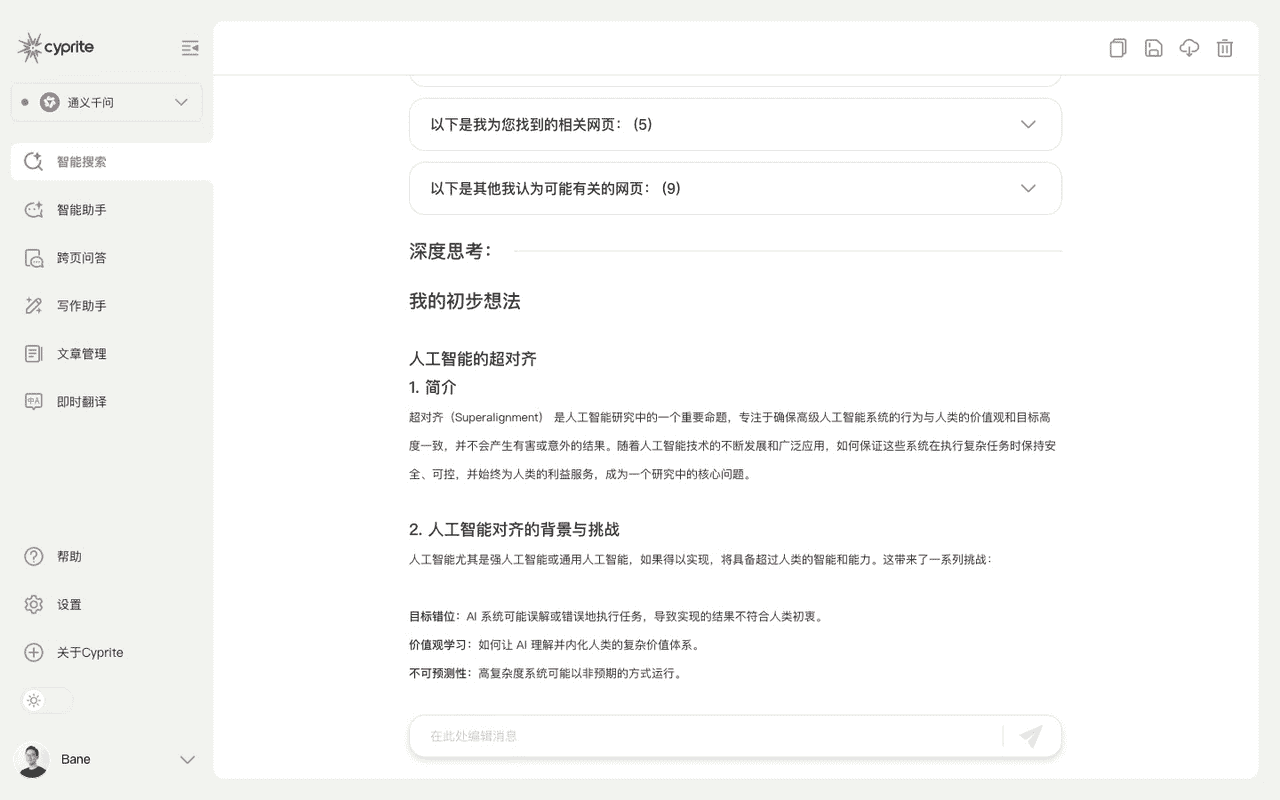 cyprite
通义千问
智能搜索
智能助手
跨页问答
写作助手
文章管理
即时翻译
帮助
设置
关于Cyprite
Bane
以下是我为您找到的相关网页： (5)
以下是其他我认为可能有关的网页： (9)
深度思考：
我的初步想法
人工智能的超对齐
1. 简介
超对齐（Superalignment） 是人工智能研究中的一个重要命题，专注于确保高级人工智能系统的行为与人类的价值观和目标高
度一致，并不会产生有害或意外的结果。随着人工智能技术的不断发展和广泛应用，如何保证这些系统在执行复杂任务时保持安
全、可控，并始终为人类的利益服务，成为一个研究中的核心问题。
2. 人工智能对齐的背景与挑战
人工智能尤其是强人工智能或通用人工智能，如果得以实现，将具备超过人类的智能和能力。这带来了一系列挑战：
目标错位：AI 系统可能误解或错误地执行任务，导致实现的结果不符合人类初衷。
价值观学习：如何让 AI 理解并内化人类的复杂价值体系。
不可预测性：高复杂度系统可能以非预期的方式运行。
在此处编辑消息